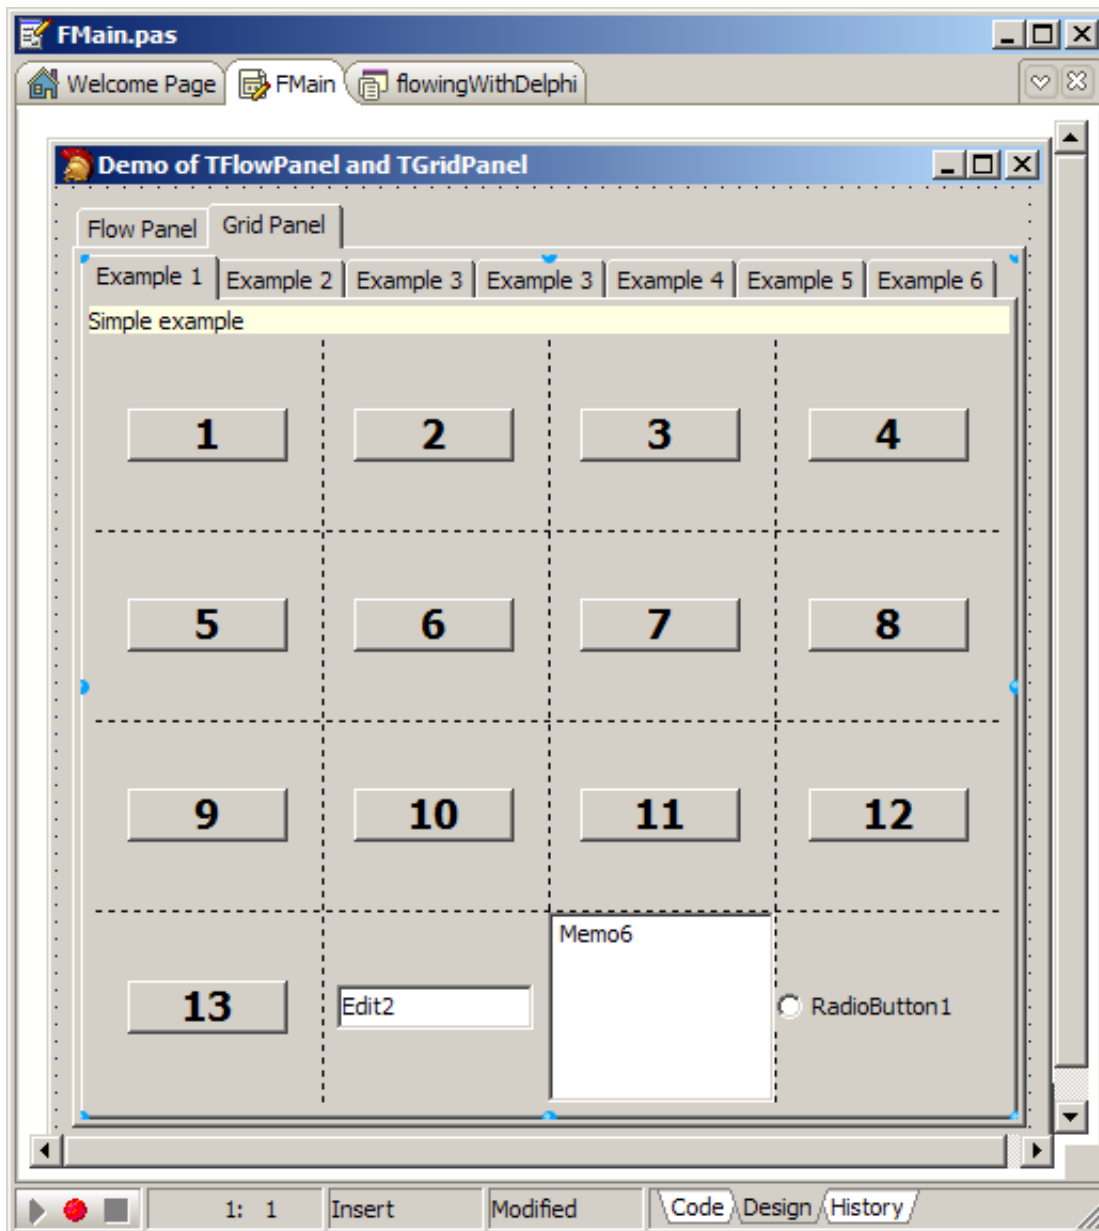 FMain.pas
Welcome Page FMain flowingWithDelphi
Demo of TFlowPanel and TGridPanel
Flow Panel Grid Panel
Example 1 Example 2 Example 3 Example 3 Example 4 Example 5 Example 6
Simple example
1 2 3 4
5 6 7 8
9 10 11 12
Memo6
13 Edit2 RadioButton1
1: 1 Insert Modified Code Design History